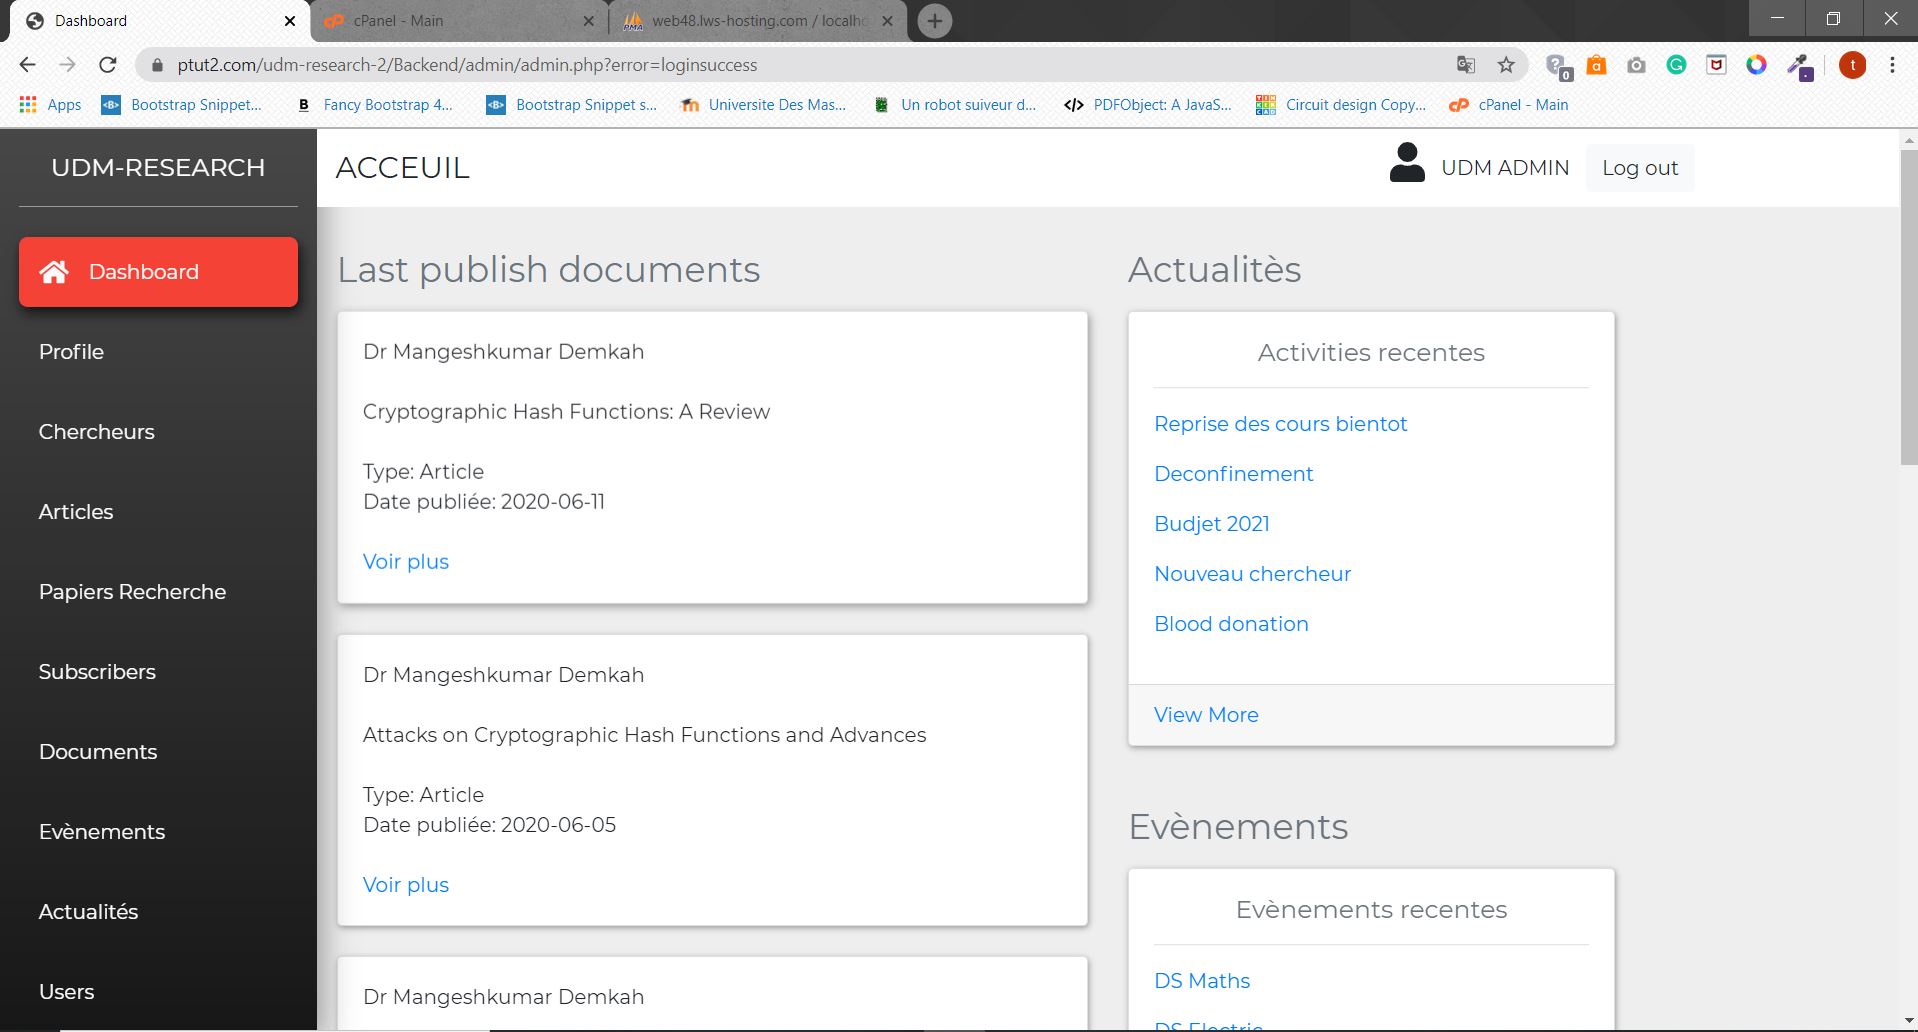 Dashboard
cPanel - Main
web48.lws-hosting.com / localho
ptut2.com/udm-research-2/Backend/admin/admin.php?error=loginsuccess
0
t
Apps
Bootstrap Snippet...
Fancy Bootstrap 4...
Bootstrap Snippet s...
Universite Des Mas...
Un robot suiveur d...
PDFObject: A JavaS...
Circuit design Copy...
cPanel - Main
UDM-RESEARCH
ACCEUIL
UDM ADMIN
Log out
Dashboard
Profile
Chercheurs
Articles
Papiers Recherche
Subscribers
Documents
Evènements
Actualités
Users
Last publish documents
Dr Mangeshkumar Demkah
Cryptographic Hash Functions: A Review
Type: Article
Date publiée: 2020-06-11
Voir plus
Dr Mangeshkumar Demkah
Attacks on Cryptographic Hash Functions and Advances
Type: Article
Date publiée: 2020-06-05
Voir plus
Dr Mangeshkumar Demkah
Actualitès
Activities recentes
Reprise des cours bientot
Deconfinement
Budjet 2021
Nouveau chercheur
Blood donation
View More
Evènements
Evènements recentes
DS Maths
DS Electric